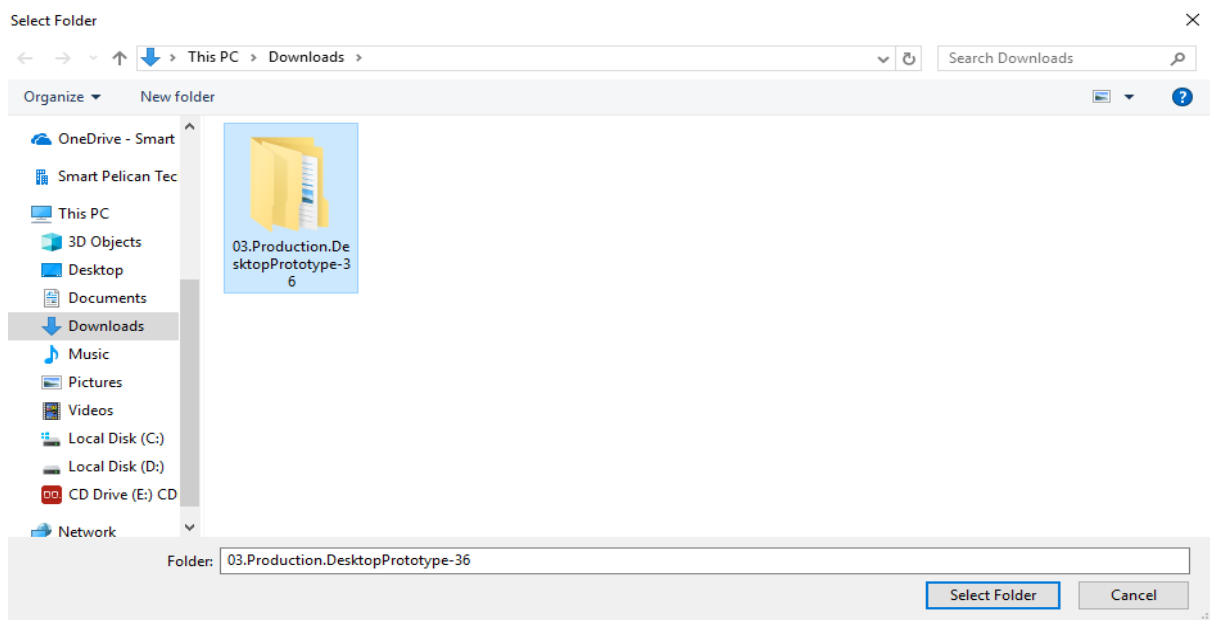 Select Folder
This PC > Downloads >
Search Downloads
Organize
New folder
?
OneDrive - Smart
Smart Pelican Tec
This PC
3D Objects
Desktop
Documents
Downloads
Music
Pictures
Videos
Local Disk (C:)
Local Disk (D:)
CD Drive (E:) CD
Network
03.Production.De
sktopPrototype-3
6
Folder: 03.Production.DesktopPrototype-36
Select Folder
Cancel